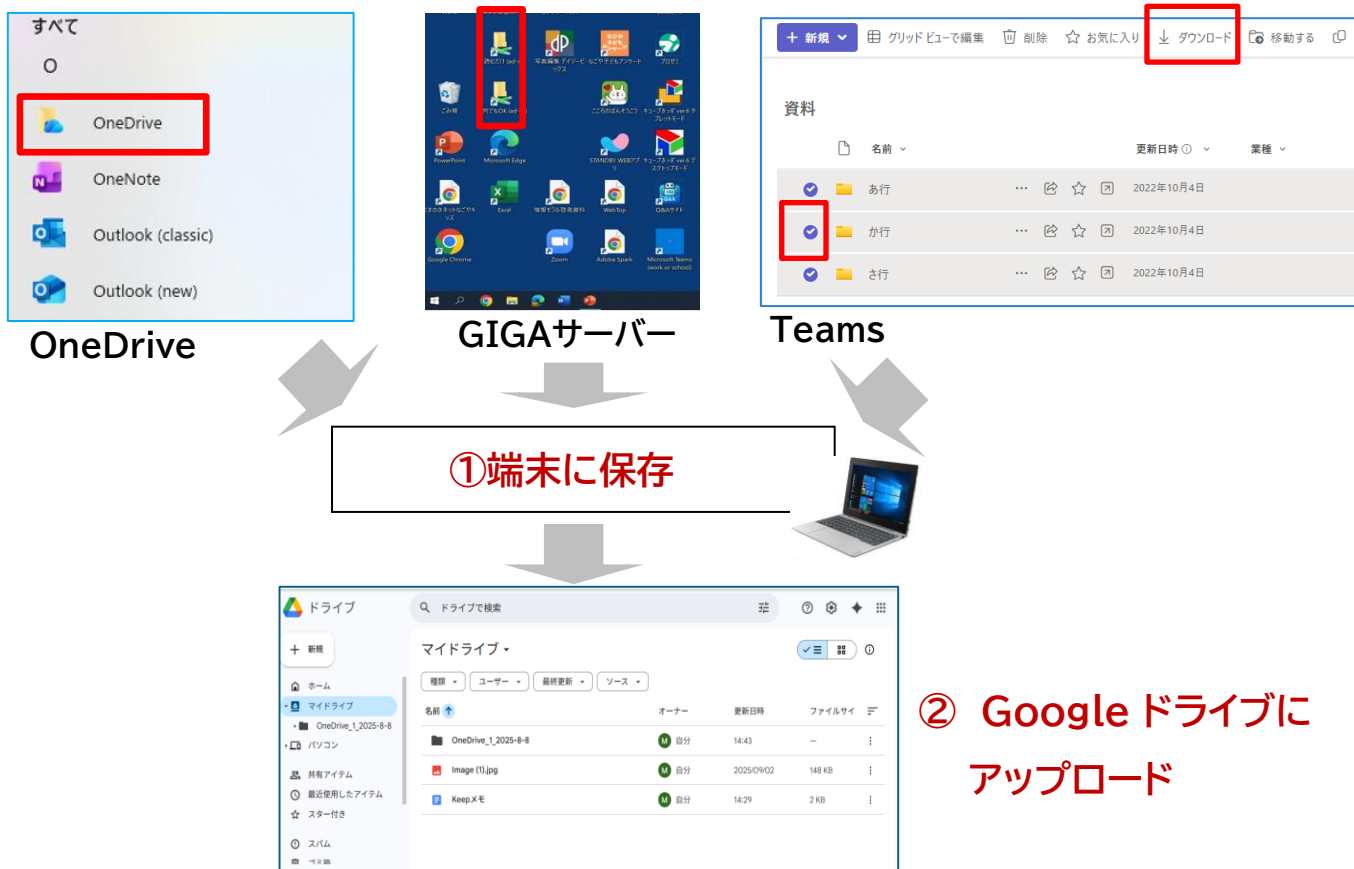 すべて
O
OneDrive
OneNote
Outlook (classic)
Outlook (new)
OneDrive
ごみ箱
PowerPoint
Microsoft Edge
STANDBY WEBアプリ
Excel
WebTop
Q&Aサイト
Google Chrome
Zoom
Adobe Spark
Microsoft Teams
(work or school)
GIGAサーバー
+ 新規
グリッド ビューで編集
削除
お気に入り
ダウンロード
移動する
資料
名前
更新日時
業種
あ行
2022年10月4日
か行
2022年10月4日
さ行
2022年10月4日
Teams
①端末に保存
ドライブ
ドライブで検索
+ 新規
ホーム
マイドライブ
OneDrive_1_2025-8-8
パソコン
共有アイテム
最近使用したアイテム
スター付き
スパム
マイドライブ
種類
ユーザー
最終更新
ソース
名前
オーナー
更新日時
ファイルサイ
OneDrive_1_2025-8-8
M 自分
14:43
—
Image (1).jpg
M 自分
2025/09/02
148 KB
Keepメモ
M 自分
14:29
2 KB
② Google ドライブに
アップロード